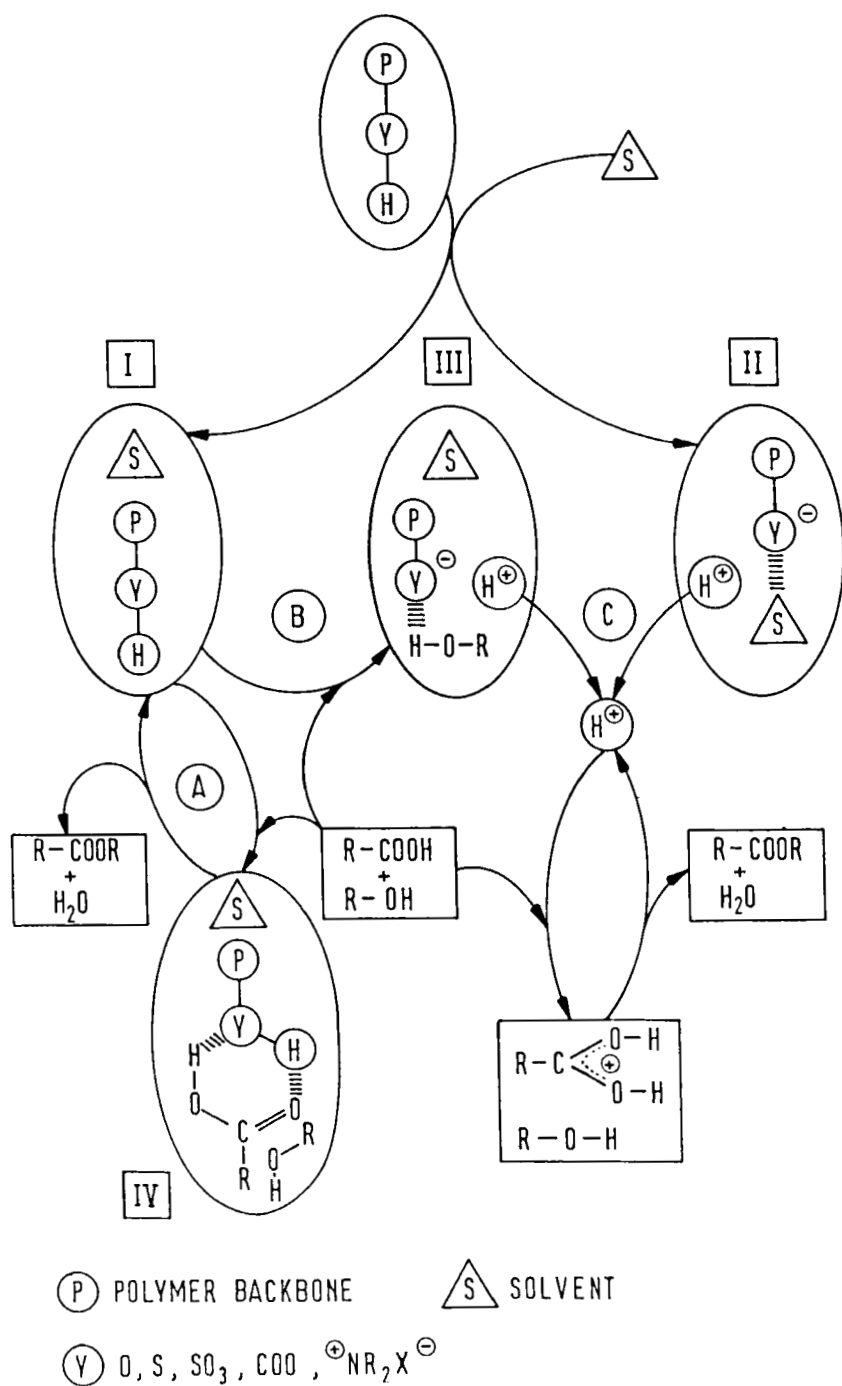 P
Y
H
S
I
III
II
S
P
Y
H
S
P
Y ⊖
H⊕
H-O-R
P
Y ⊖
H⊕
S
B
C
H⊕
A
R-COOR
+
H₂O
R-COOH
+
R-OH
R-COOR
+
H₂O
S
P
Y
H
H
O
C
O
R
R
O
H
R-C
O-H
⊕
O-H
R-O-H
IV
P POLYMER BACKBONE
S SOLVENT
Y O, S, SO₃, COO, ⊕NR₂X⊖